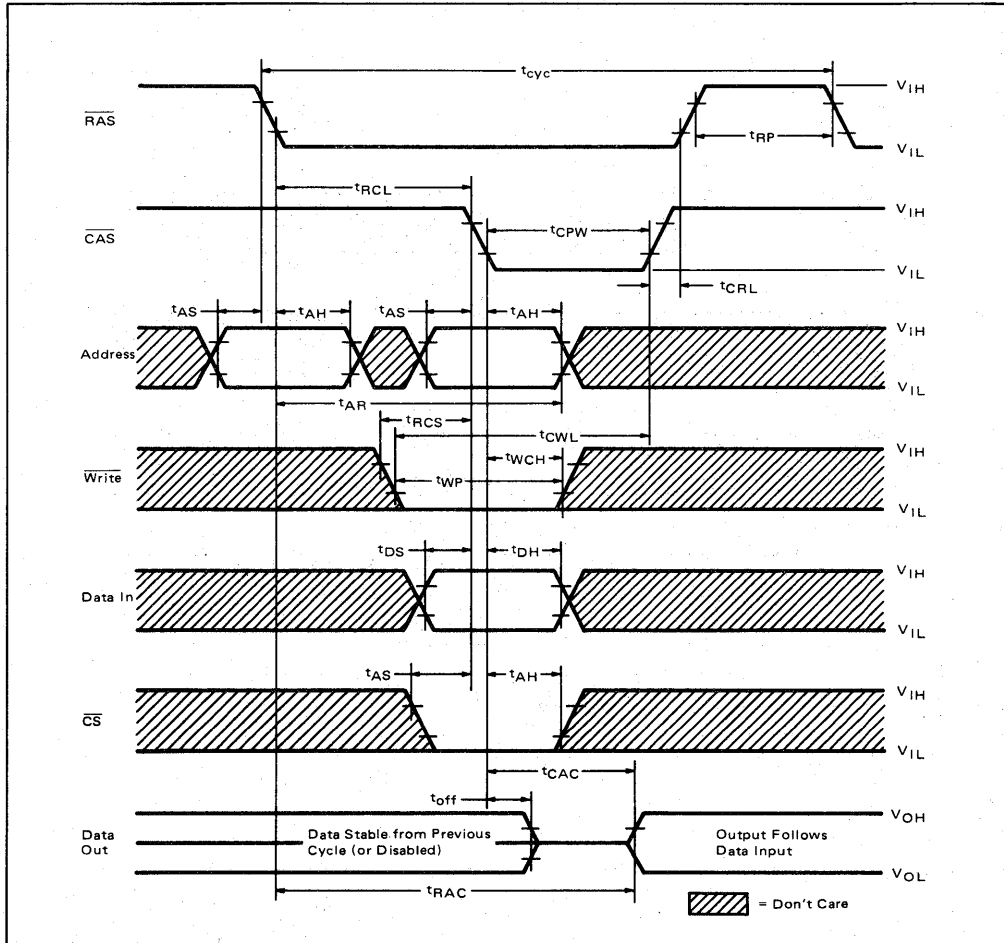 tcyc
RAS VIH
tRP
VIL
tRCL
CAS VIH
tCPW
VIL
tCRL
tAS tAH tAS tAH
Address VIH
VIL
tAR
tRCS tCWL
Write VIH
tWCH
tWP
VIL
tDS tDH
Data In VIH
VIL
tAS tAH
CS VIH
VIL
tCAC
toff
VOH
Data Out
Data Stable from Previous
Cycle (or Disabled)
Output Follows
Data Input
VOL
tRAC
= Don't Care